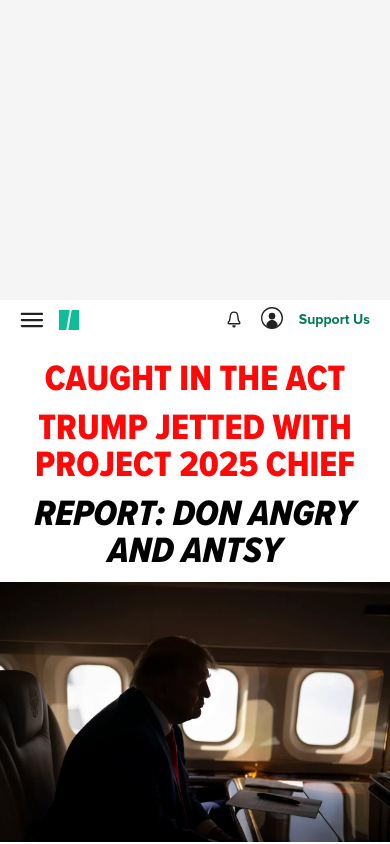 Support Us
CAUGHT IN THE ACT
TRUMP JETTED WITH
PROJECT 2025 CHIEF
REPORT: DON ANGRY
AND ANTSY